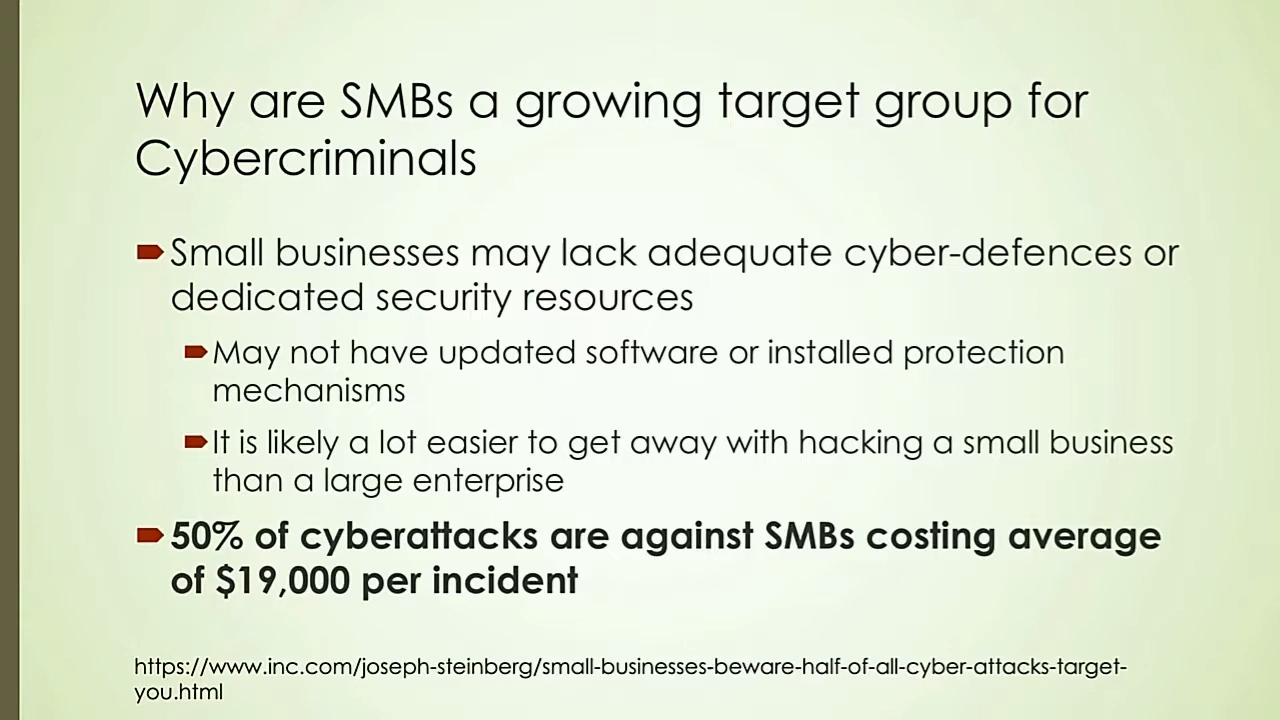 Why are SMBs a growing target group for
Cybercriminals
Small businesses may lack adequate cyber-defences or
dedicated security resources
May not have updated software or installed protection
mechanisms
It is likely a lot easier to get away with hacking a small business
than a large enterprise
50% of cyberattacks are against SMBs costing average
of $19,000 per incident
https://www.inc.com/joseph-steinberg/small-businesses-beware-half-of-all-cyber-attacks-target-
you.html